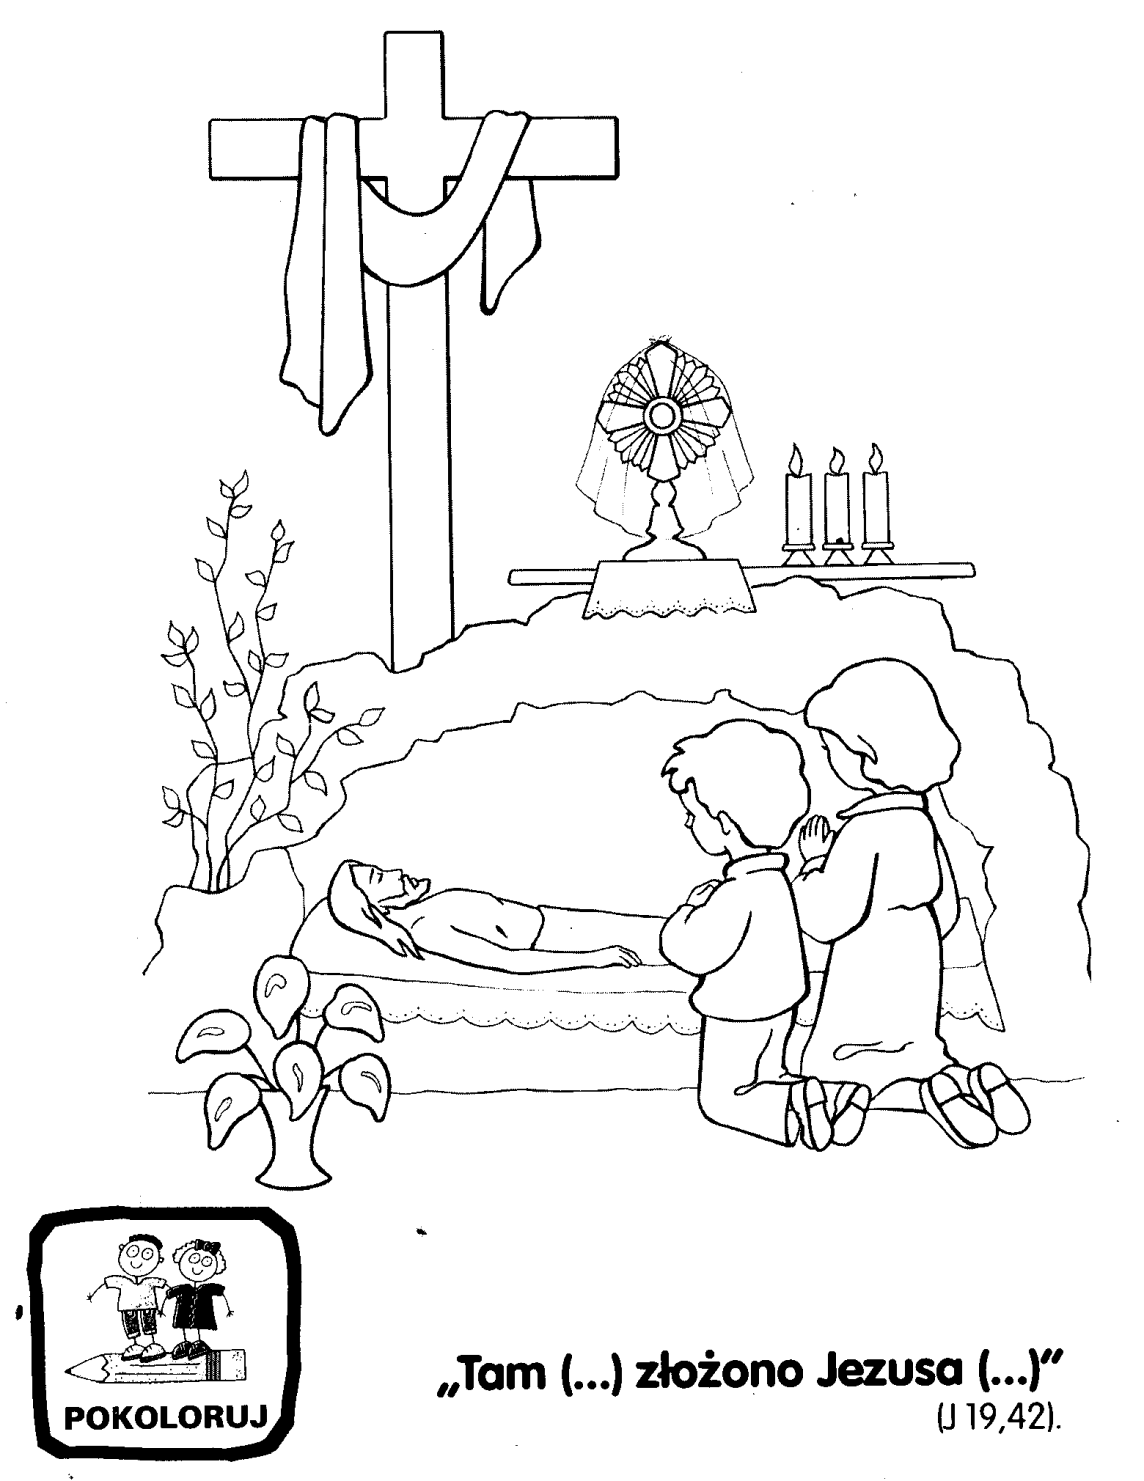 POKOLORUJ
„Tam (...) złożono Jezusa (...)”
(J 19,42).